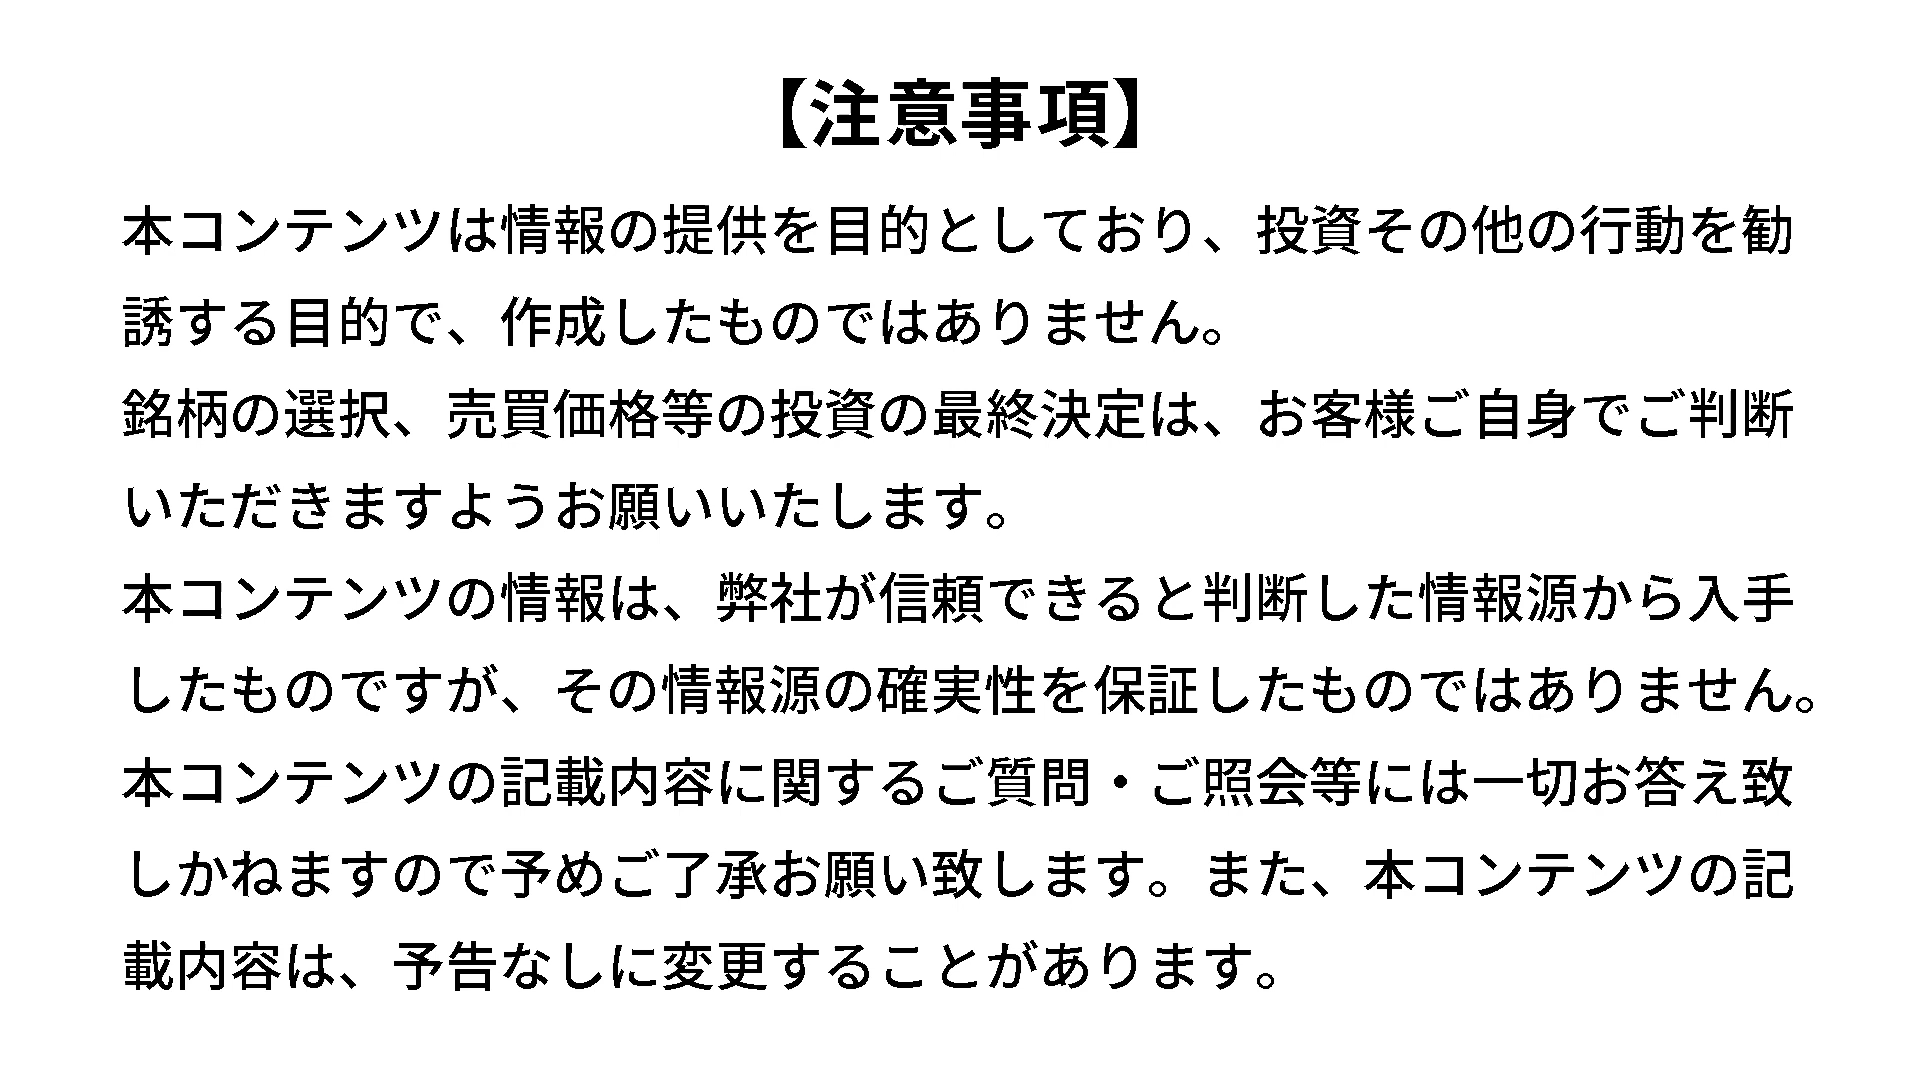 【注意事項】
本コンテンツは情報の提供を目的としており、投資その他の行動を勧
誘する目的で、作成したものではありません。
銘柄の選択、売買価格等の投資の最終決定は、お客様ご自身でご判断
いただきますようお願いいたします。
本コンテンツの情報は、弊社が信頼できると判断した情報源から入手
したものですが、その情報源の確実性を保証したものではありません。
本コンテンツの記載内容に関するご質問・ご照会等には一切お答え致
しかねますので予めご了承お願い致します。また、本コンテンツの記
載内容は、予告なしに変更することがあります。